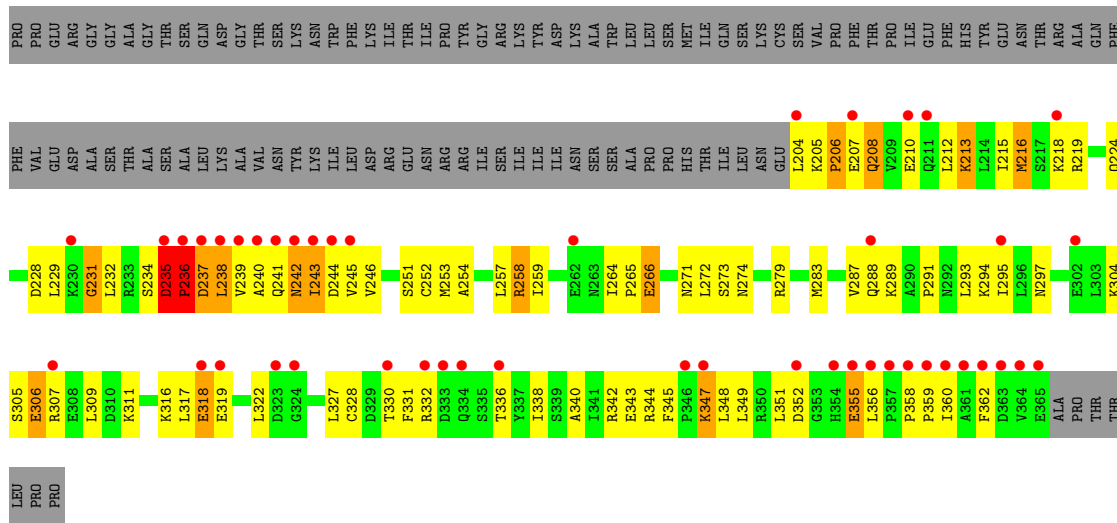 PRO PRO GLU ARG GLY GLY ALA GLY THR SER GLN ASP GLY THR SER LYS ASN TRP PHE LYS ILE THR ILE PRO TYR GLY ARG LYS TYR ASP LYS ALA TRP LEU LEU SER MET ILE GLN SER LYS CYS SER VAL PRO PHE THR PRO ILE GLU PHE HIS TYR GLU ASN THR ARG ALA GLN PHE
PHE VAL GLU ASP ALA SER THR ALA SER ALA LEU LYS ALA VAL ASN TYR LYS ILE LEU ASP ARG GLU ASN ARG ARG ILE SER ILE ILE ILE ASN SER SER ALA PRO PRO HIS THR ILE LEU ASN GLU L204 K205 P206 E207 Q208 V209 E210 Q211 L212 K213 L214 I215 M216 S217 K218 R219 Q224
D228 L229 K230 G231 L232 R233 S234 D235 P236 D237 L238 V239 A240 Q241 N242 I243 D244 V245 V246 S251 C252 M253 A254 L257 R258 I259 E262 N263 I264 P265 E266 N271 L272 S273 N274 R279 M283 V287 Q288 K289 A290 P291 N292 L293 K294 I295 L296 N297 E302 L303 K304
S305 E306 R307 E308 L309 D310 K311 K316 L317 E318 E319 L322 D323 G324 L327 C328 D329 T330 F331 R332 D333 Q334 S335 T336 Y337 I338 S339 A340 I341 R342 E343 R344 F345 P346 K347 L348 L349 R350 L351 D352 G353 H354 E355 L356 P357 P358 P359 I360 A361 F362 D363 V364 E365 ALA PRO THR THR
LEU PRO PRO